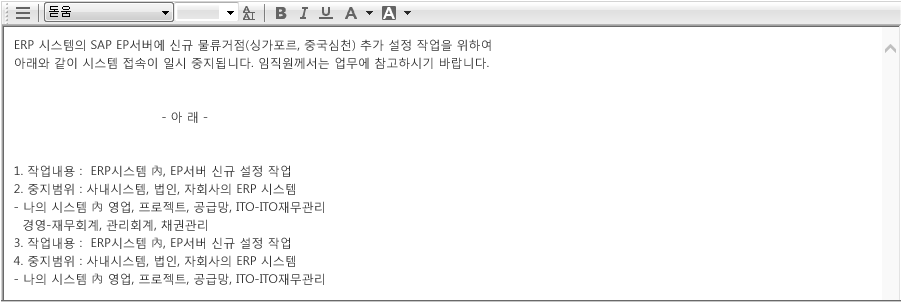 돋움
B I U A A
ERP 시스템의 SAP EP서버에 신규 물류거점(싱가포르, 중국심천) 추가 설정 작업을 위하여
아래와 같이 시스템 접속이 일시 중지됩니다. 임직원께서는 업무에 참고하시기 바랍니다.
- 아 래 -
1. 작업내용 : ERP시스템 內, EP서버 신규 설정 작업
2. 중지범위 : 사내시스템, 법인, 자회사의 ERP 시스템
- 나의 시스템 內 영업, 프로젝트, 공급망, ITO-ITO재무관리
경영-재무회계, 관리회계, 채권관리
3. 작업내용 : ERP시스템 內, EP서버 신규 설정 작업
4. 중지범위 : 사내시스템, 법인, 자회사의 ERP 시스템
- 나의 시스템 內 영업, 프로젝트, 공급망, ITO-ITO재무관리